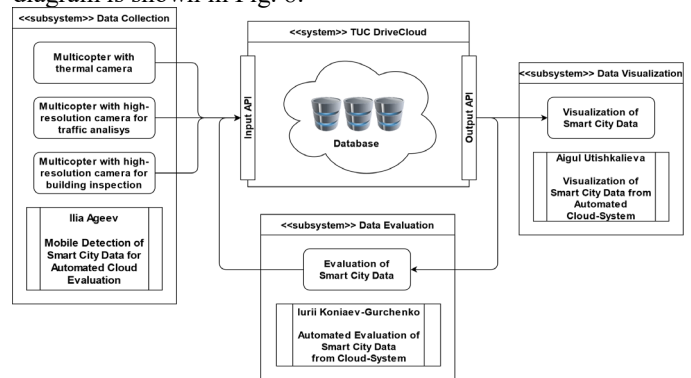 diagram is shown in Fig. 6.
<<subsystem>> Data Collection
Multicopter with
thermal camera
Multicopter with high-
resolution camera for
traffic analisys
Multicopter with high-
resolution camera for
building inspection
Ilia Ageev
Mobile Detection of
Smart City Data for
Automated Cloud
Evaluation
<<system>> TUC DriveCloud
Input API
Database
Output API
<<subsystem>> Data Evaluation
Evaluation of
Smart City Data
Iurii Koniaev-Gurchenko
Automated Evaluation of
Smart City Data
from Cloud-System
<<subsystem>> Data Visualization
Visualization of
Smart City Data
Aigul Utishkalieva
Visualization of
Smart City Data from
Automated
Cloud-System